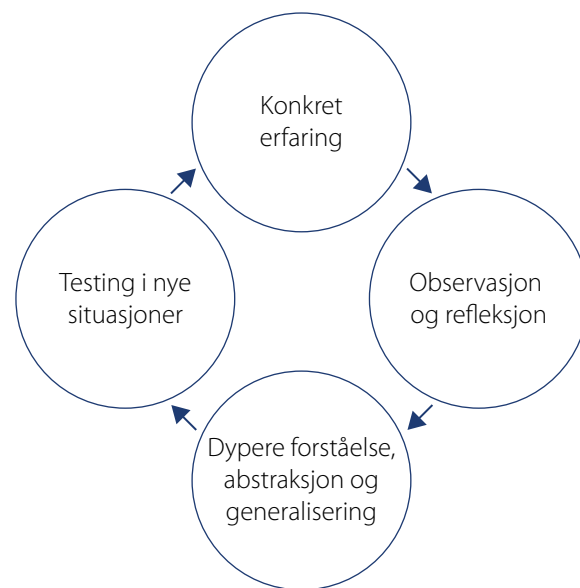 Konkret
erfaring
Observasjon
og refleksjon
Dypere forståelse,
abstraksjon og
generalisering
Testing i nye
situasjoner